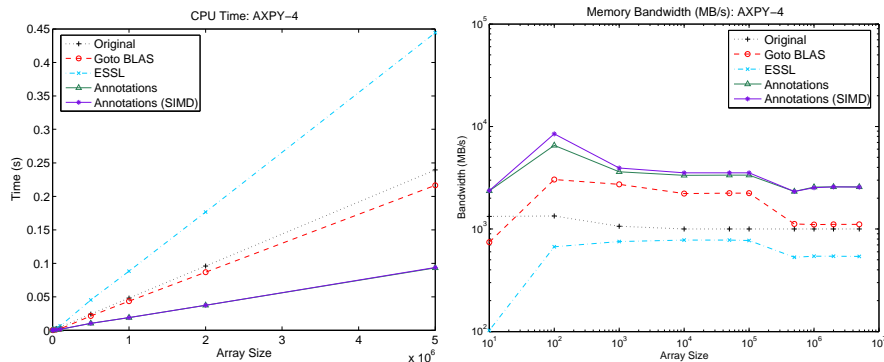 CPU Time: AXPY−4
Time (s)
0.45
0.4
0.35
0.3
0.25
0.2
0.15
0.1
0.05
0
Original
Goto BLAS
ESSL
Annotations
Annotations (SIMD)
0 1 2 3 4 5
x 10^6
Array Size
Memory Bandwidth (MB/s): AXPY−4
Bandwidth (MB/s)
10^5
10^4
10^3
10^2
Original
Goto BLAS
ESSL
Annotations
Annotations (SIMD)
10^1 10^2 10^3 10^4 10^5 10^6 10^7
Array Size